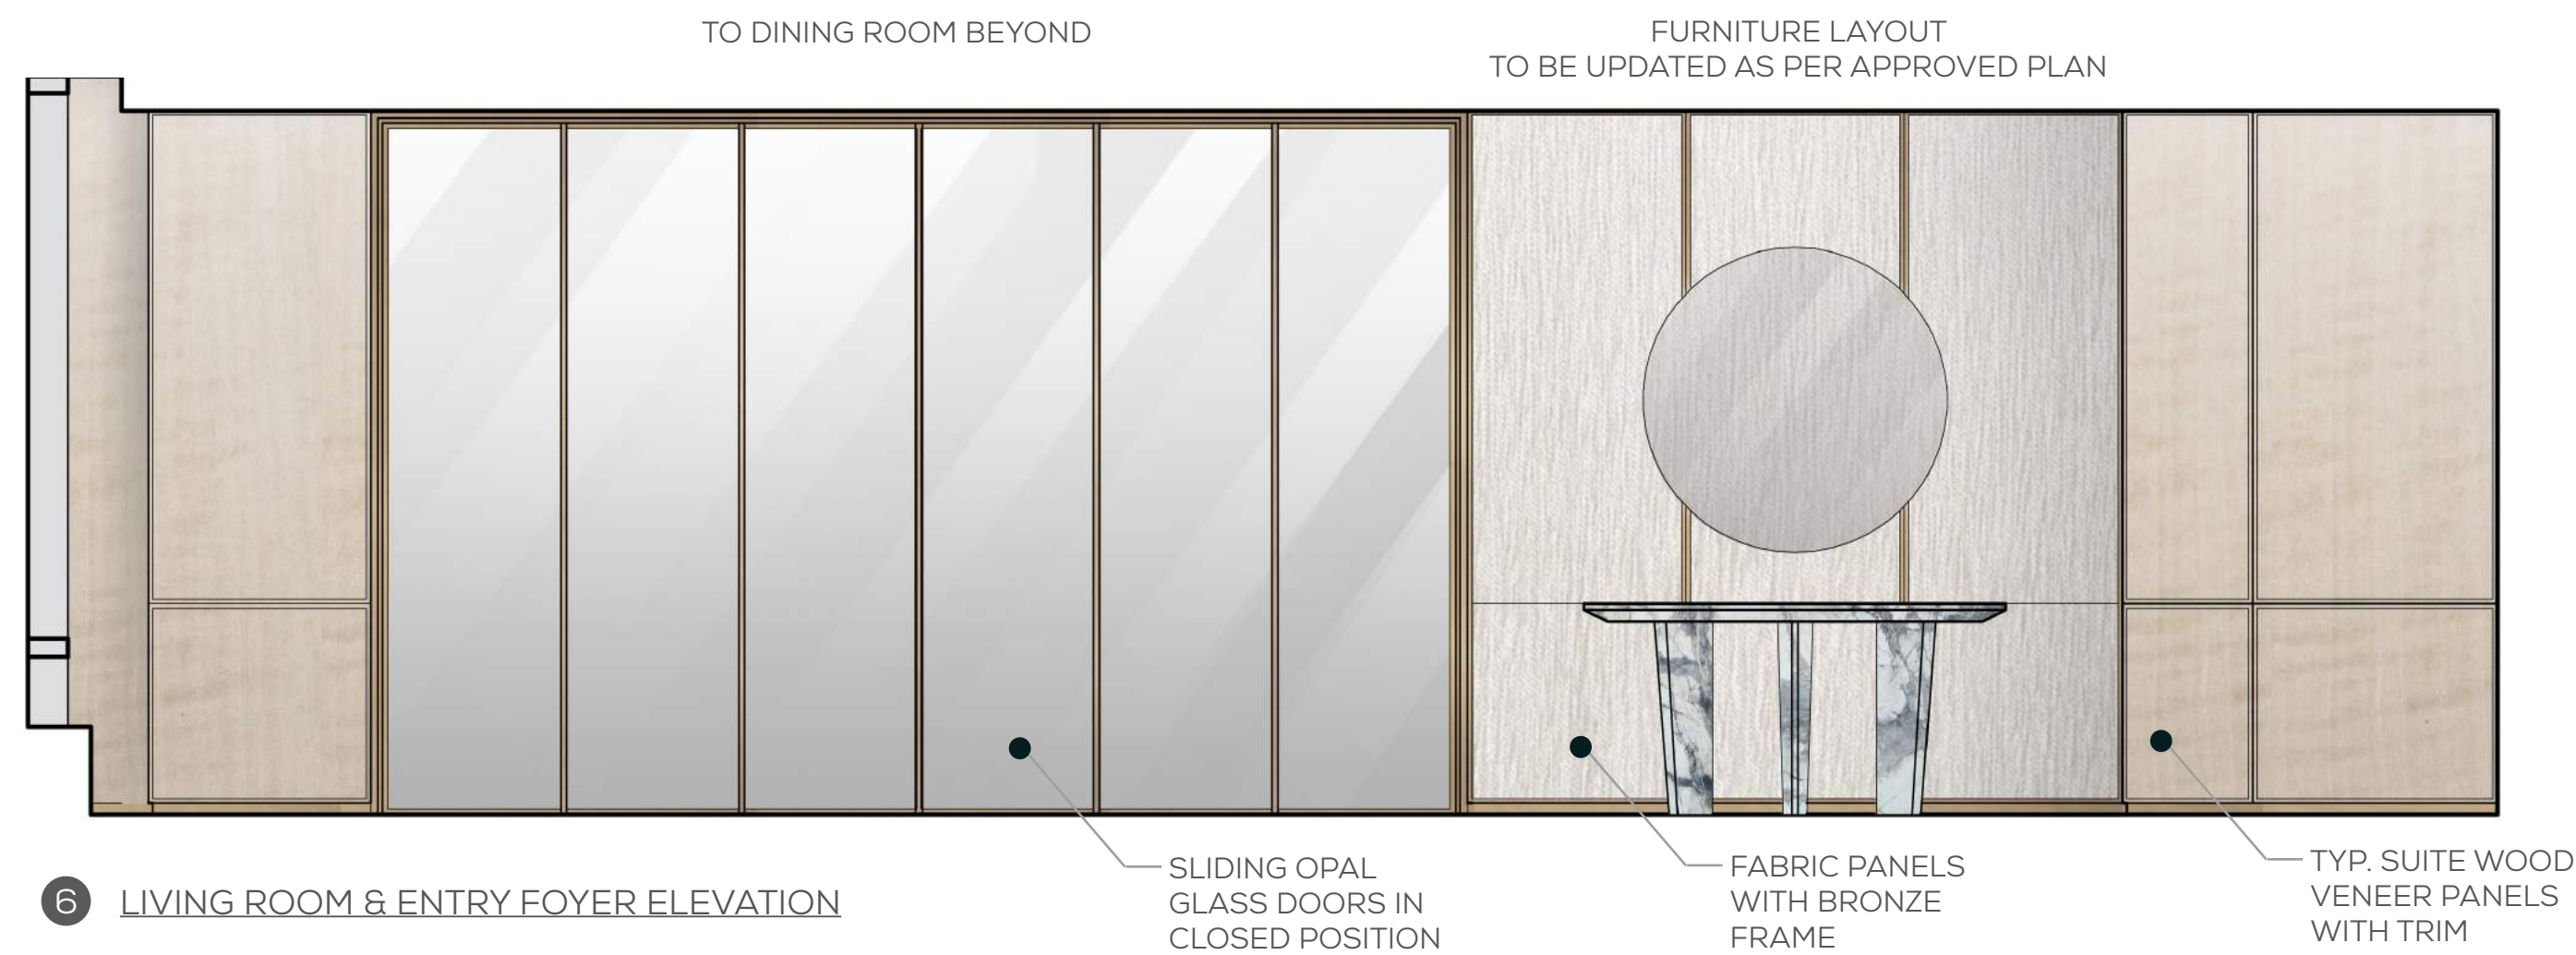 TO DINING ROOM BEYOND
FURNITURE LAYOUT
TO BE UPDATED AS PER APPROVED PLAN
SLIDING OPAL
GLASS DOORS IN
CLOSED POSITION
FABRIC PANELS
WITH BRONZE
FRAME
TYP. SUITE WOOD
VENEER PANELS
WITH TRIM
6 LIVING ROOM & ENTRY FOYER ELEVATION